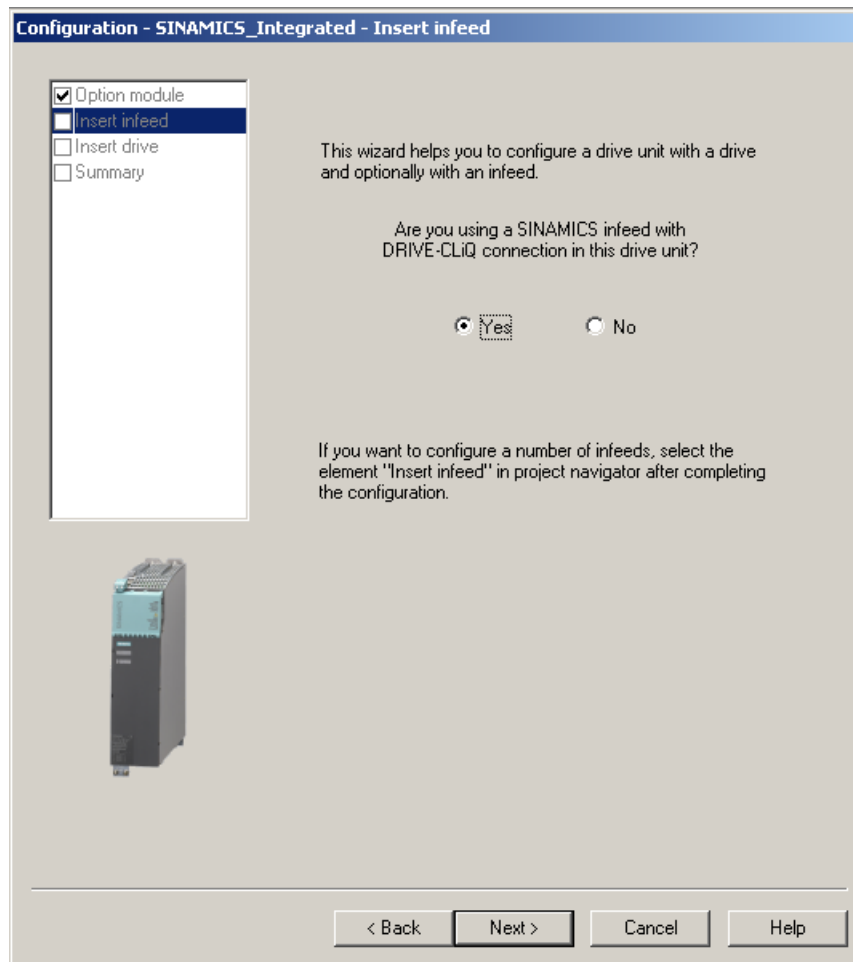 Configuration - SINAMICS_Integrated - Insert infeed
Option module
Insert infeed
Insert drive
Summary
This wizard helps you to configure a drive unit with a drive
and optionally with an infeed.
Are you using a SINAMICS infeed with
DRIVE-CLiQ connection in this drive unit?
Yes No
If you want to configure a number of infeeds, select the
element "Insert infeed" in project navigator after completing
the configuration.
< Back Next > Cancel Help